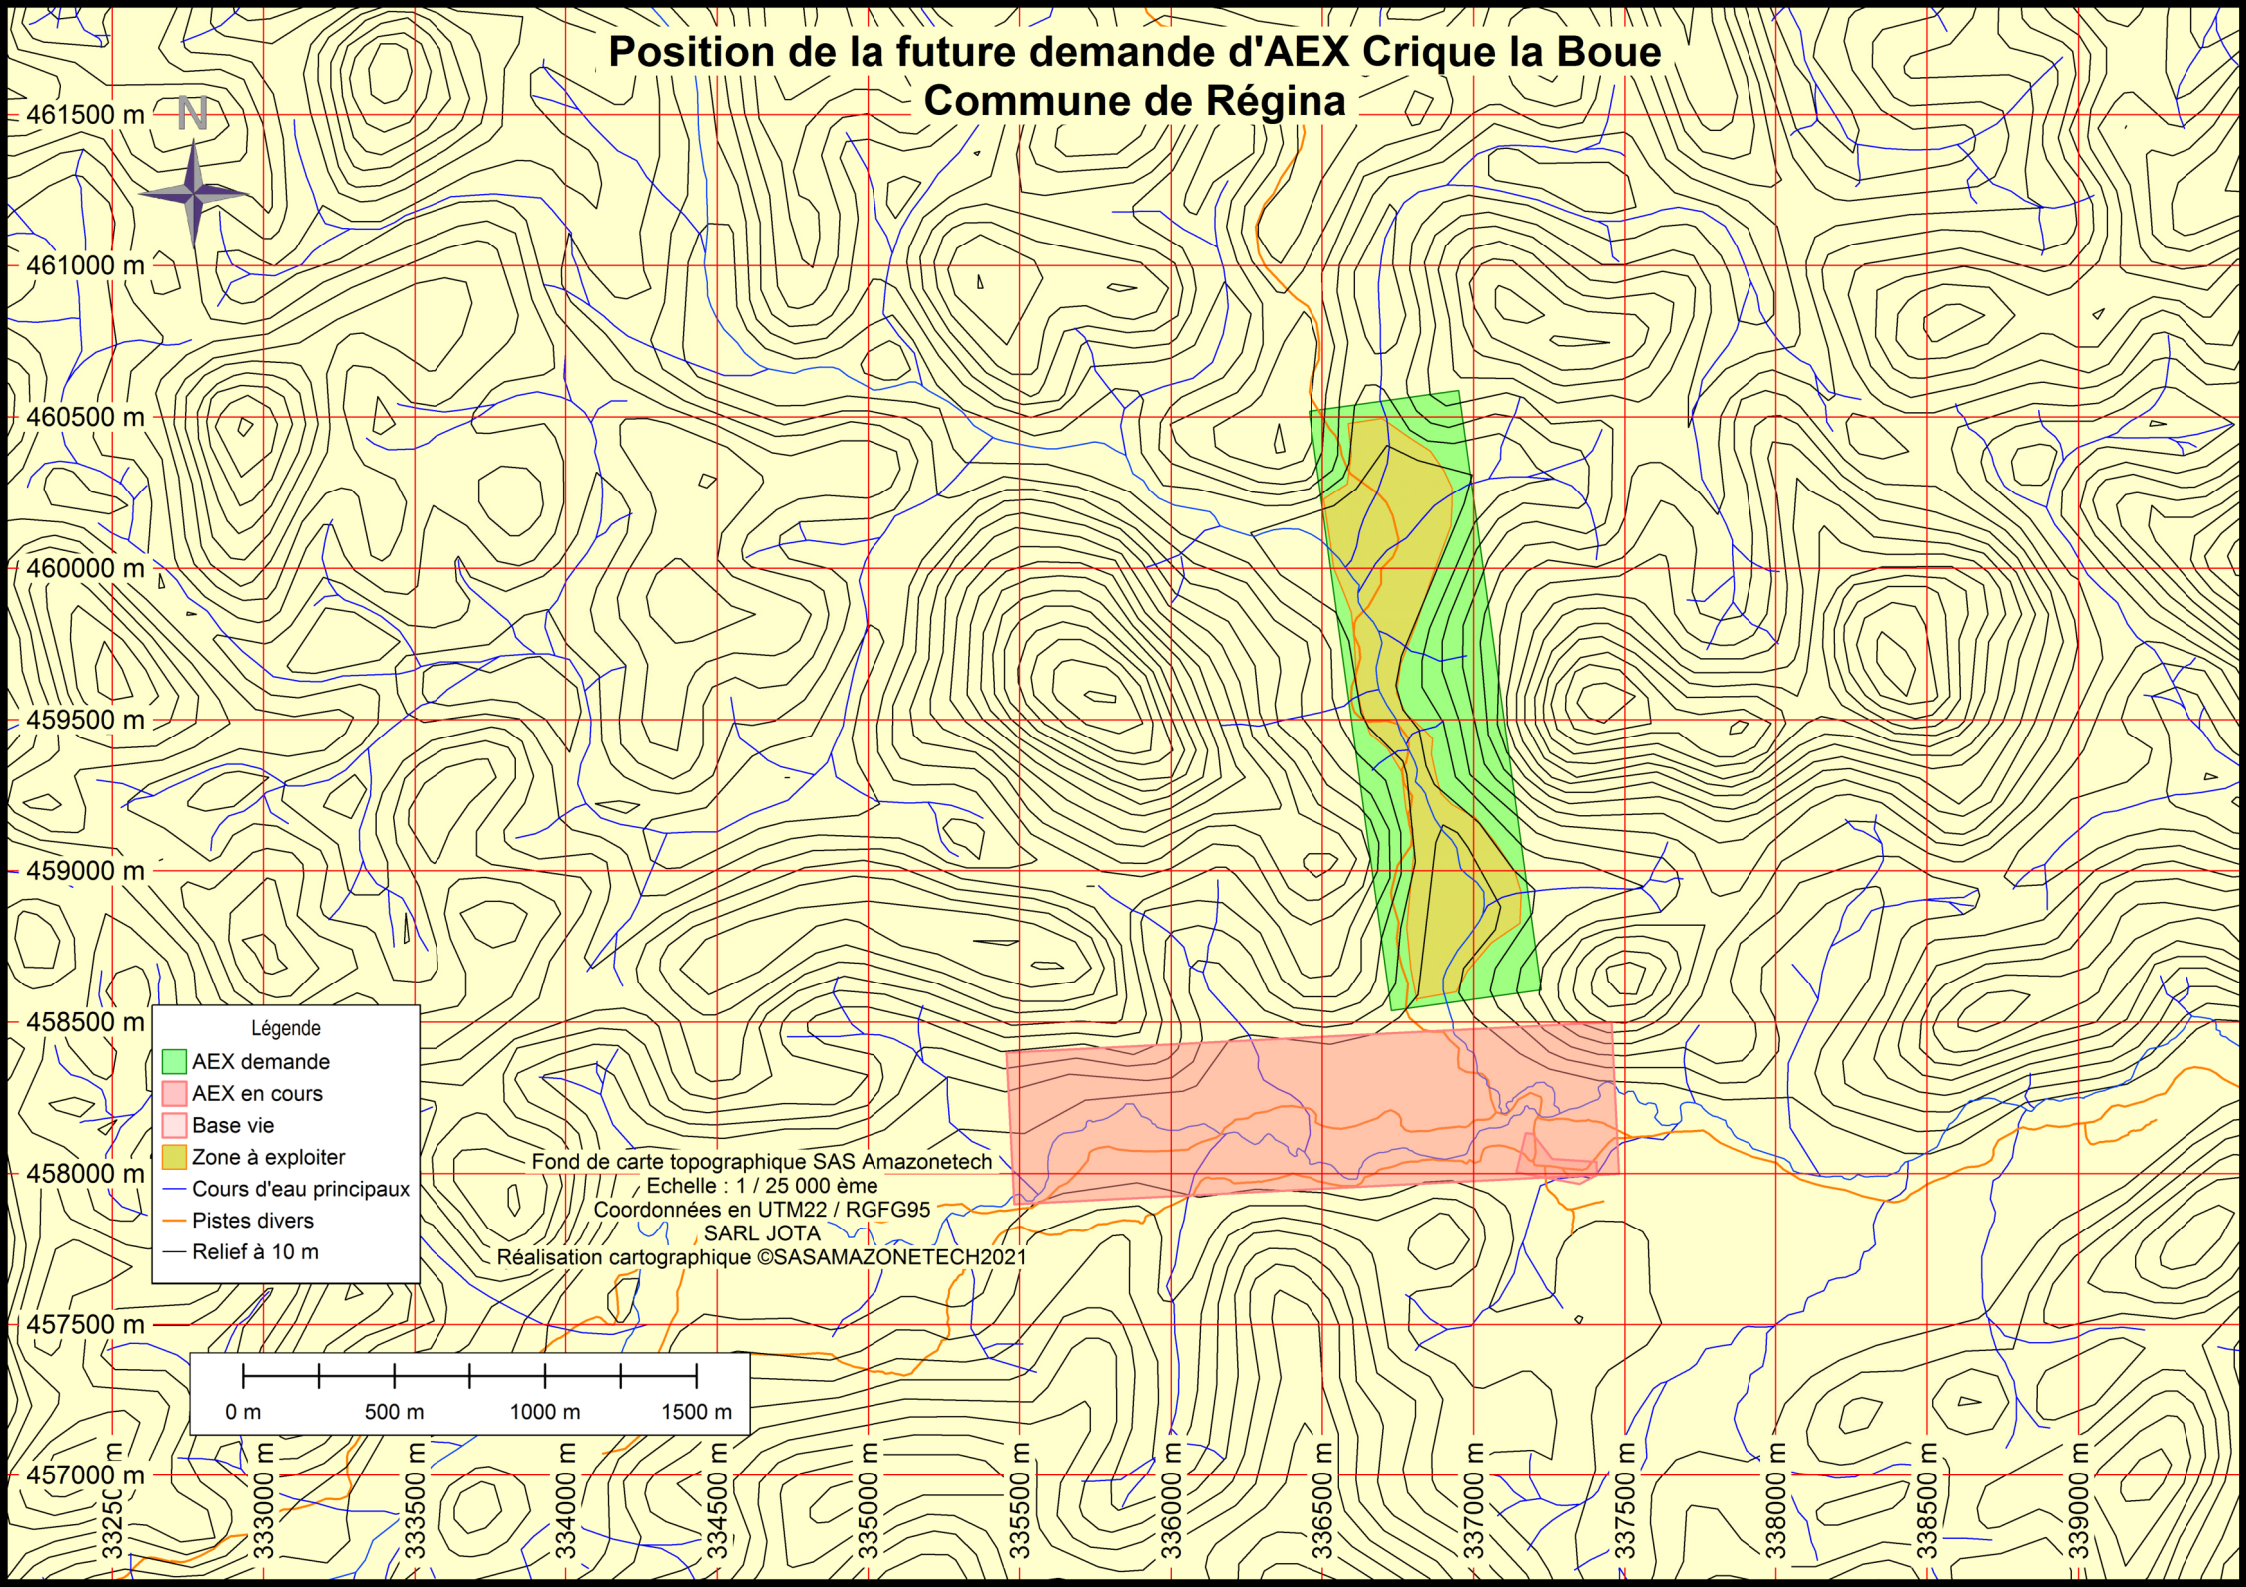 Position de la future demande d'AEX Crique la Boue
Commune de Régina
N
461500 m
461000 m
460500 m
460000 m
459500 m
459000 m
458500 m
458000 m
457500 m
457000 m
Légende
AEX demande
AEX en cours
Base vie
Zone à exploiter
Cours d'eau principaux
Pistes divers
Relief à 10 m
Fond de carte topographique SAS Amazonetech
Echelle : 1 / 25 000 ème
Coordonnées en UTM22 / RGFG95
SARL JOTA
Réalisation cartographique ©SASAMAZONETECH2021
0 m 500 m 1000 m 1500 m
332500 m
333000 m
333500 m
334000 m
334500 m
335000 m
335500 m
336000 m
336500 m
337000 m
337500 m
338000 m
338500 m
339000 m